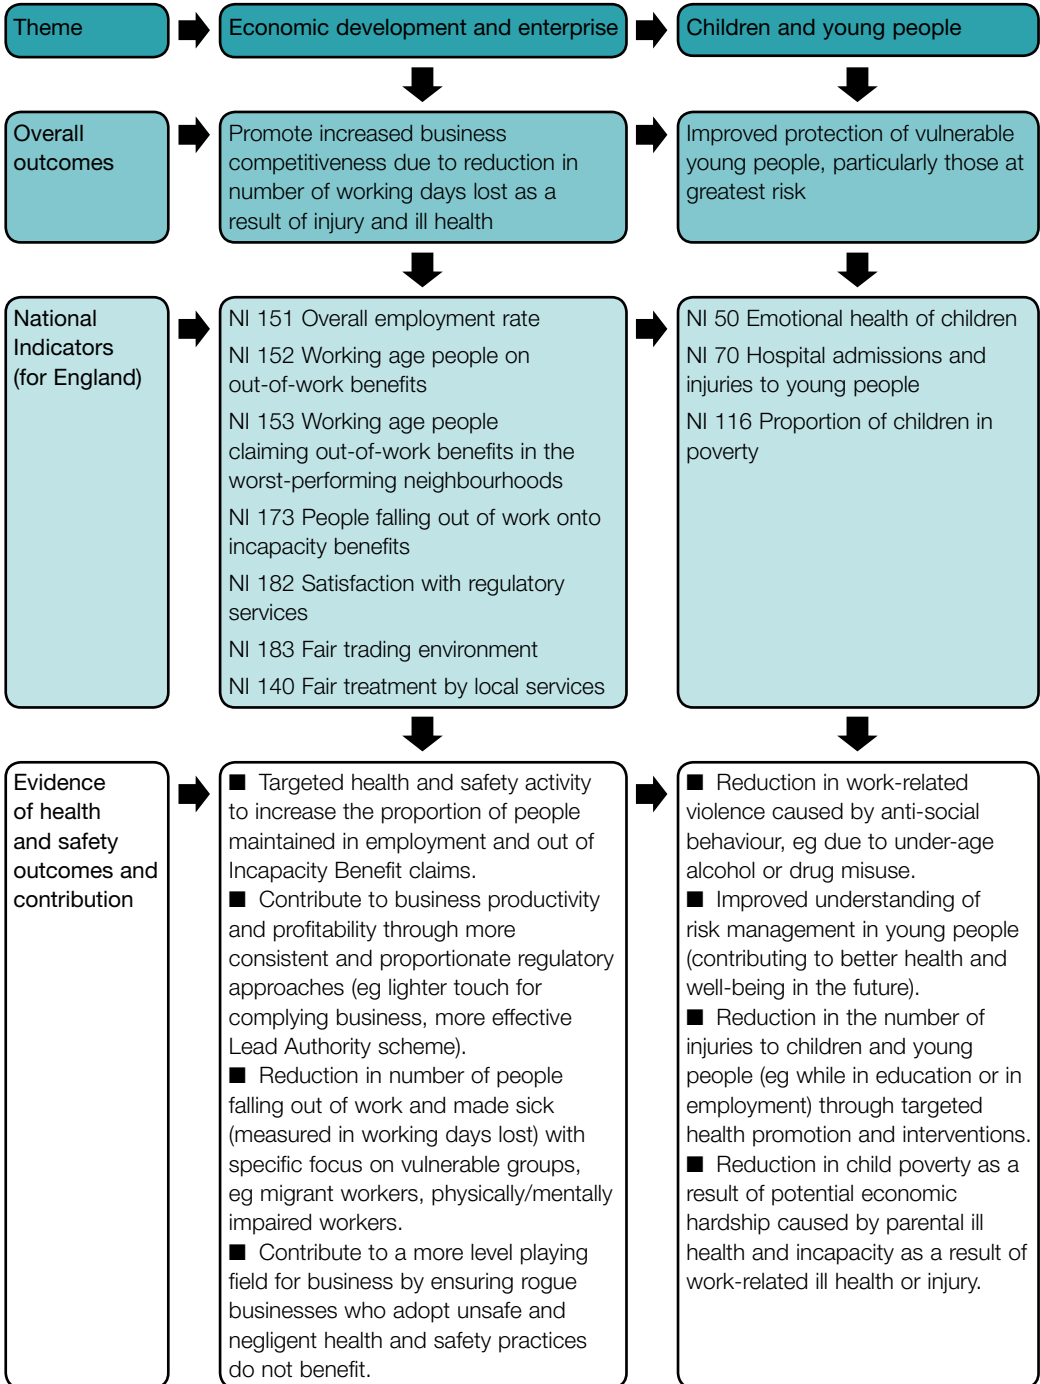 Theme
Economic development and enterprise
Children and young people
Overall
outcomes
Promote increased business
competitiveness due to reduction in
number of working days lost as a
result of injury and ill health
Improved protection of vulnerable
young people, particularly those at
greatest risk
National
Indicators
(for England)
NI 151 Overall employment rate
NI 152 Working age people on
out-of-work benefits
NI 153 Working age people
claiming out-of-work benefits in the
worst-performing neighbourhoods
NI 173 People falling out of work onto
incapacity benefits
NI 182 Satisfaction with regulatory
services
NI 183 Fair trading environment
NI 140 Fair treatment by local services
NI 50 Emotional health of children
NI 70 Hospital admissions and
injuries to young people
NI 116 Proportion of children in
poverty
Evidence
of health
and safety
outcomes and
contribution
■ Targeted health and safety activity
to increase the proportion of people
maintained in employment and out of
Incapacity Benefit claims.
■ Contribute to business productivity
and profitability through more
consistent and proportionate regulatory
approaches (eg lighter touch for
complying business, more effective
Lead Authority scheme).
■ Reduction in number of people
falling out of work and made sick
(measured in working days lost) with
specific focus on vulnerable groups,
eg migrant workers, physically/mentally
impaired workers.
■ Contribute to a more level playing
field for business by ensuring rogue
businesses who adopt unsafe and
negligent health and safety practices
do not benefit.
■ Reduction in work-related
violence caused by anti-social
behaviour, eg due to under-age
alcohol or drug misuse.
■ Improved understanding of
risk management in young people
(contributing to better health and
well-being in the future).
■ Reduction in the number of
injuries to children and young
people (eg while in education or in
employment) through targeted
health promotion and interventions.
■ Reduction in child poverty as a
result of potential economic
hardship caused by parental ill
health and incapacity as a result of
work-related ill health or injury.